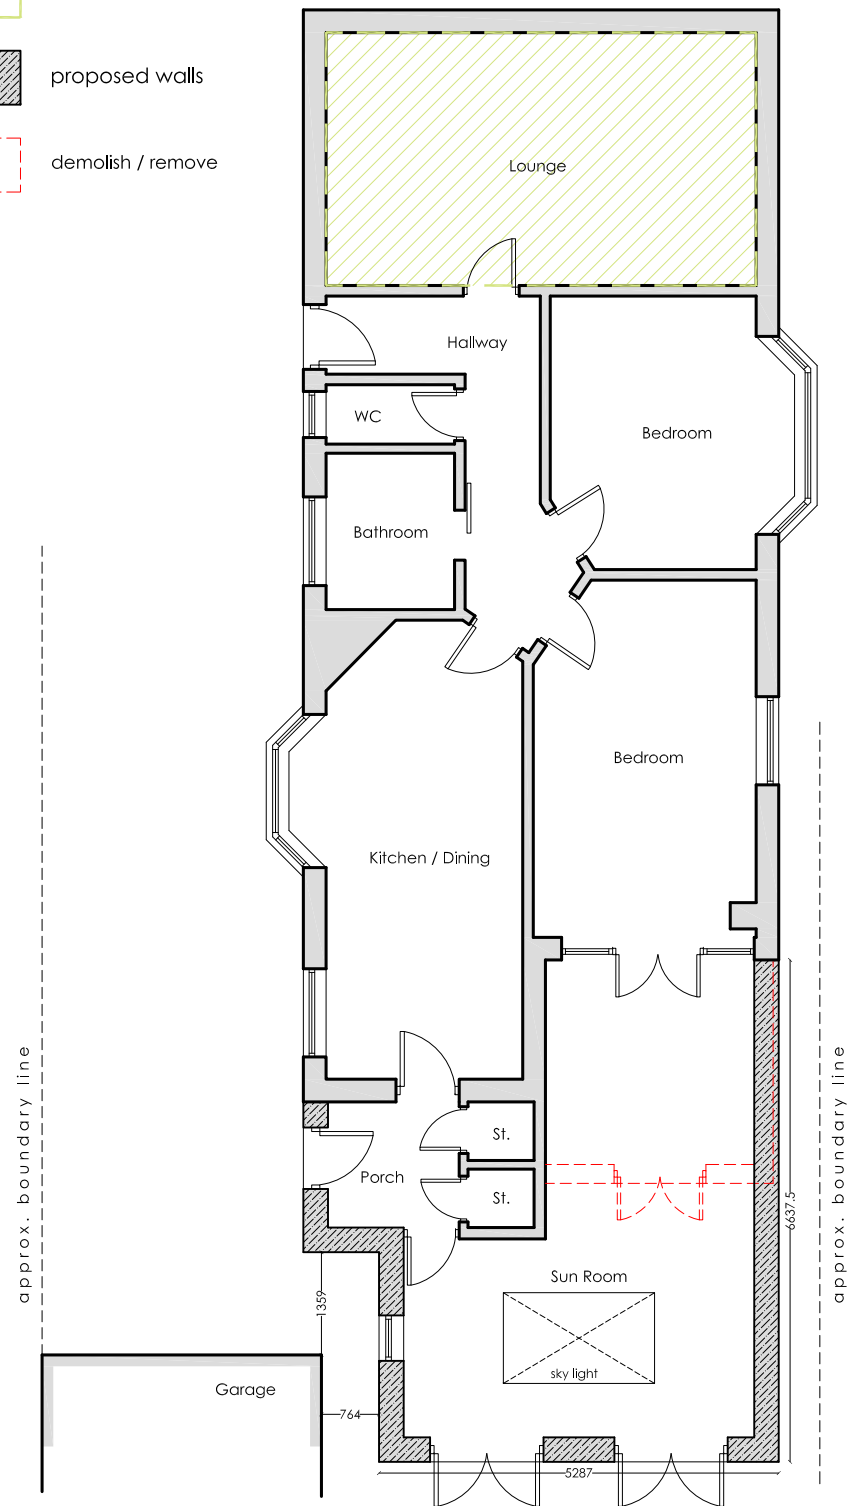 proposed walls
demolish / remove
Lounge
Hallway
WC
Bedroom
Bathroom
Bedroom
Kitchen / Dining
approx. boundary line
approx. boundary line
St.
Porch
St.
6637.5
Sun Room
1359
sky light
Garage
764
5287